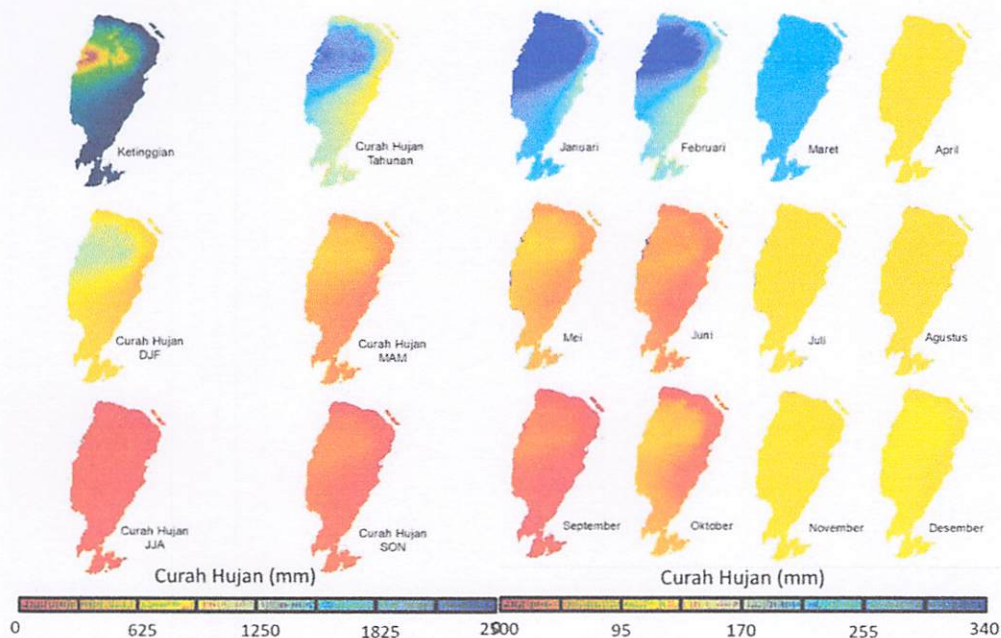 Ketinggian
Curah Hujan
Tahunan
Januari
Februari
Maret
April
Curah Hujan
DJF
Curah Hujan
MAM
Mei
Juni
Juli
Agustus
Curah Hujan
JJA
Curah Hujan
SON
September
Oktober
November
Desember
Curah Hujan (mm)
Curah Hujan (mm)
0 625 1250 1825
95 170 255 340